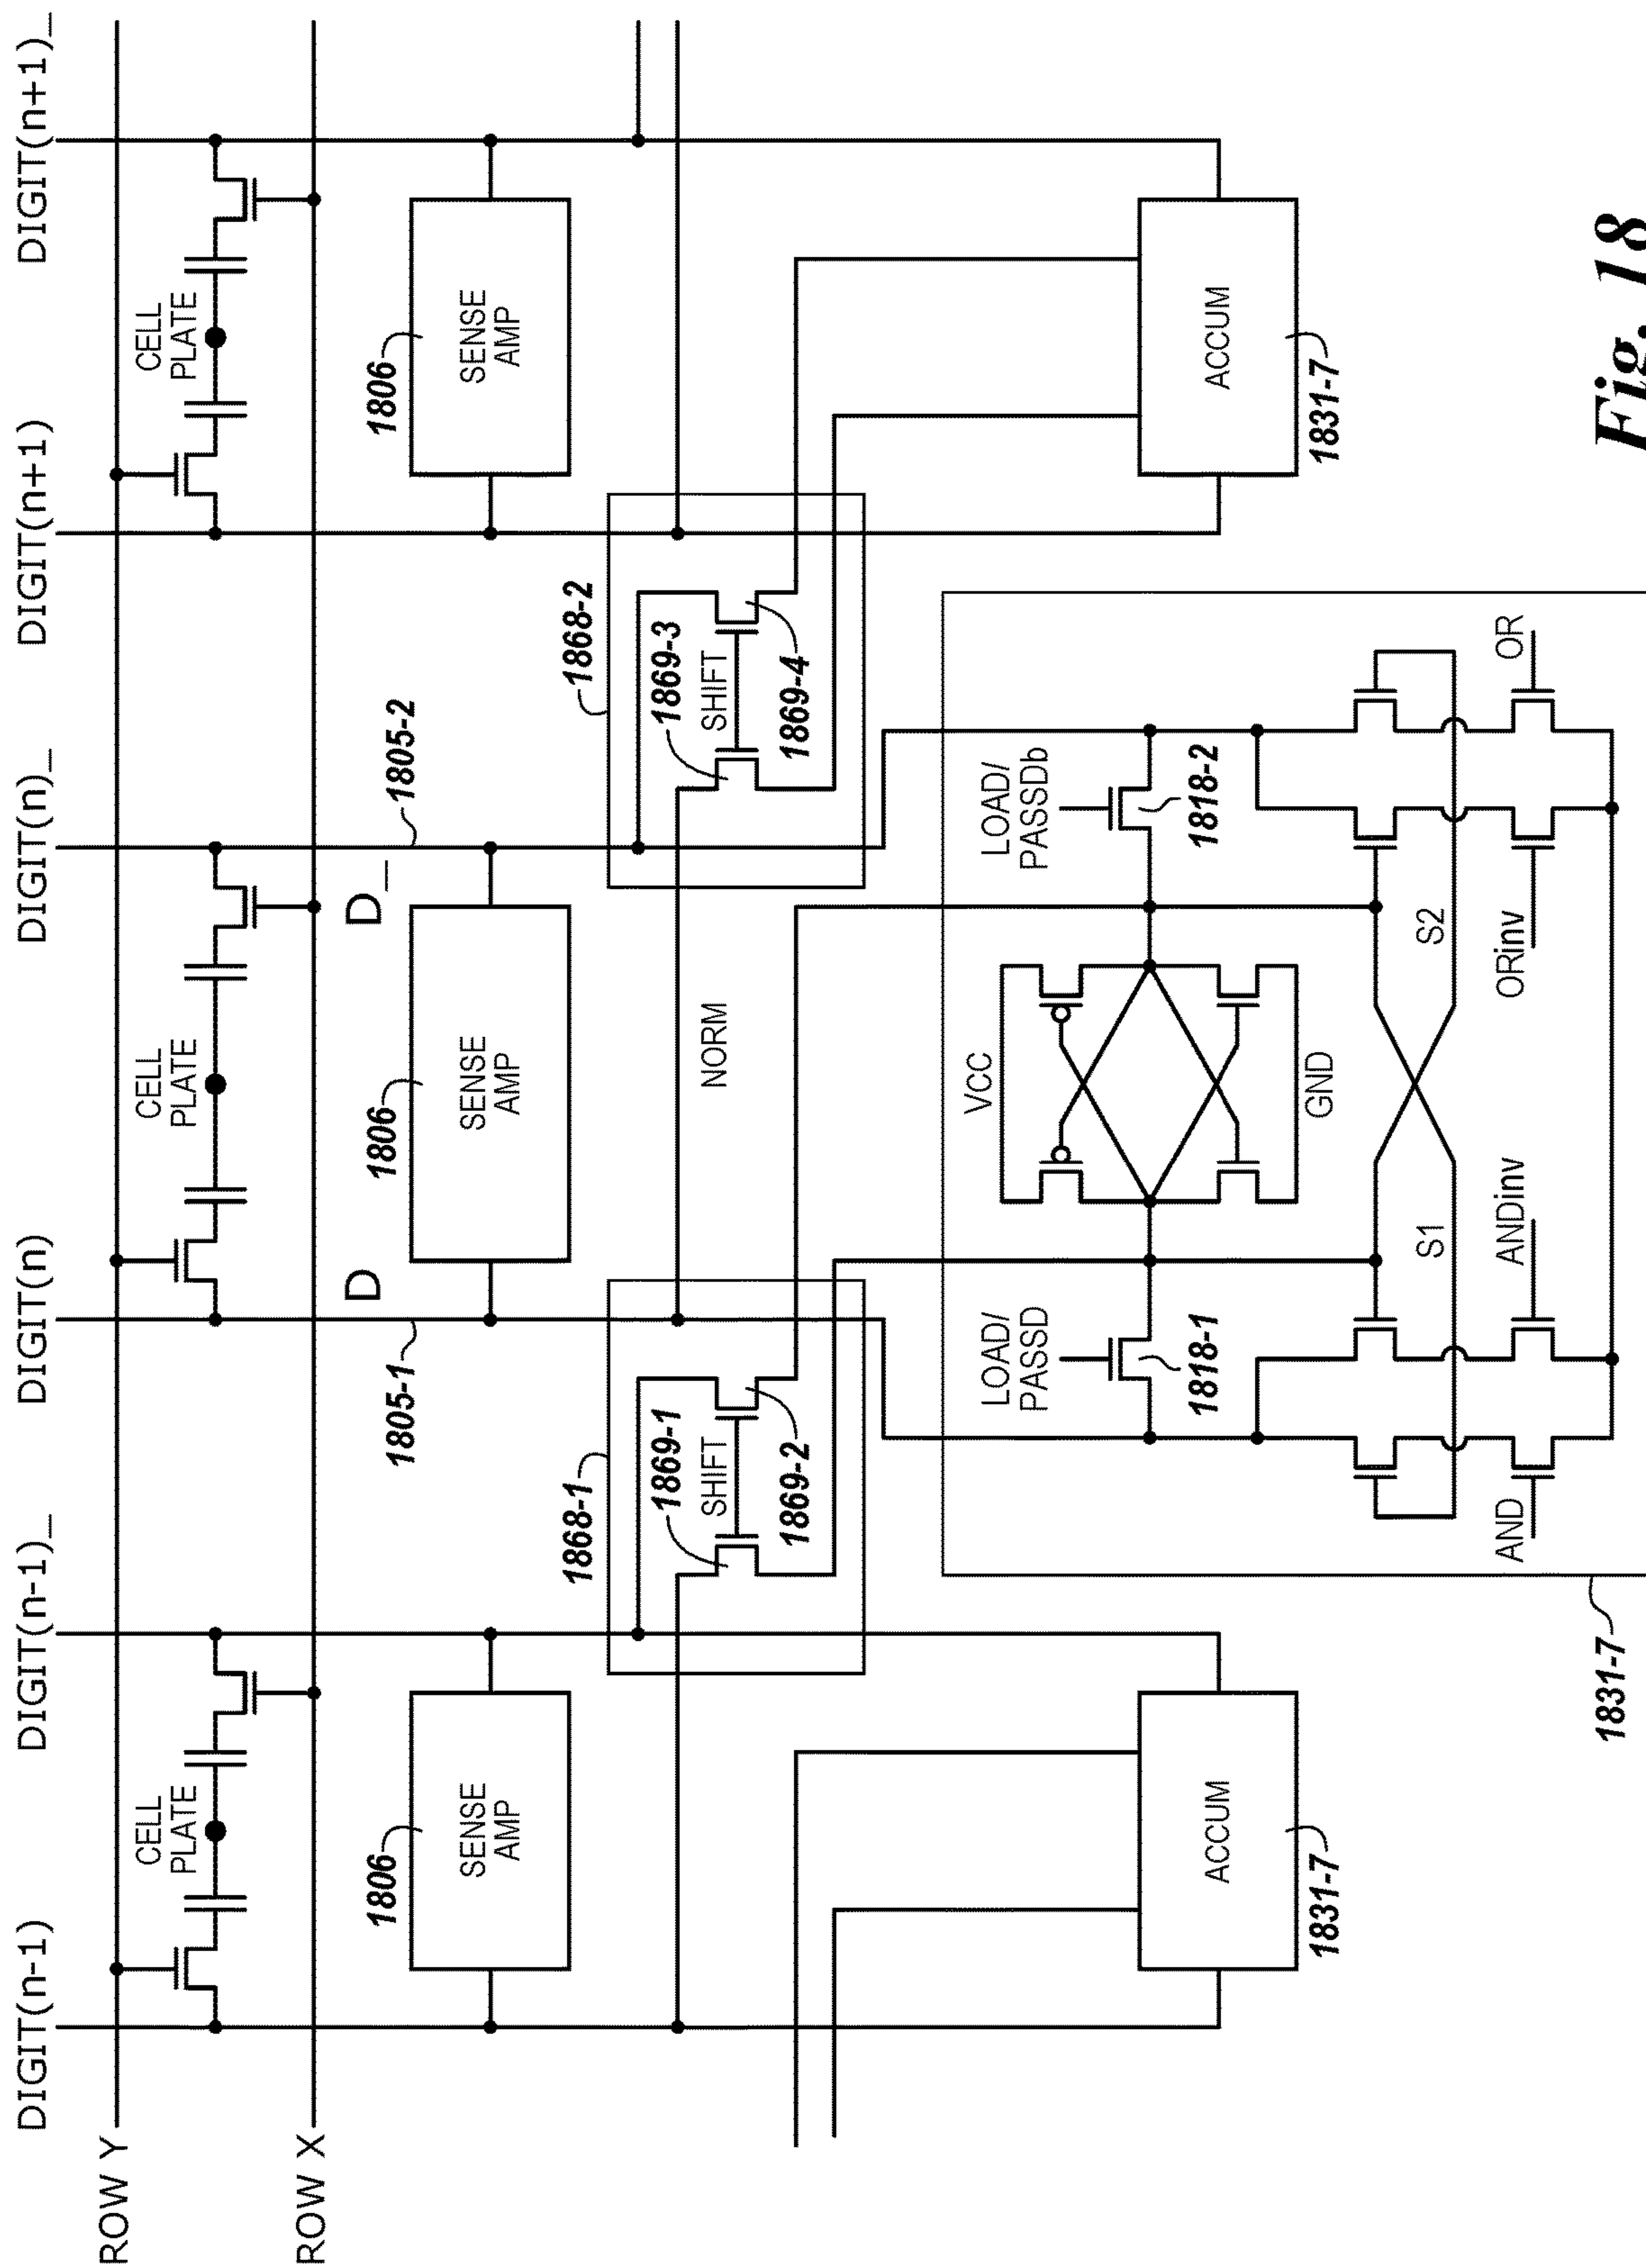 DIGIT(n-1)
DIGIT(n-1)_
DIGIT(n)
DIGIT(n)_
DIGIT(n+1)
DIGIT(n+1)_
ROW Y
CELL
PLATE
CELL
PLATE
CELL
PLATE
ROW X
D
D_
1806
1805-1
1806
1805-2
1806
SENSE
AMP
SENSE
AMP
SENSE
AMP
1868-1
1868-2
1869-1
SHIFT
1869-2
NORM
1869-3
SHIFT
1869-4
LOAD/
PASSD
VCC
LOAD/
PASSDb
1818-1
1818-2
ACCUM
ACCUM
GND
1831-7
1831-7
S1
S2
AND
ANDinv
ORinv
OR
1831-7
Fig. 18